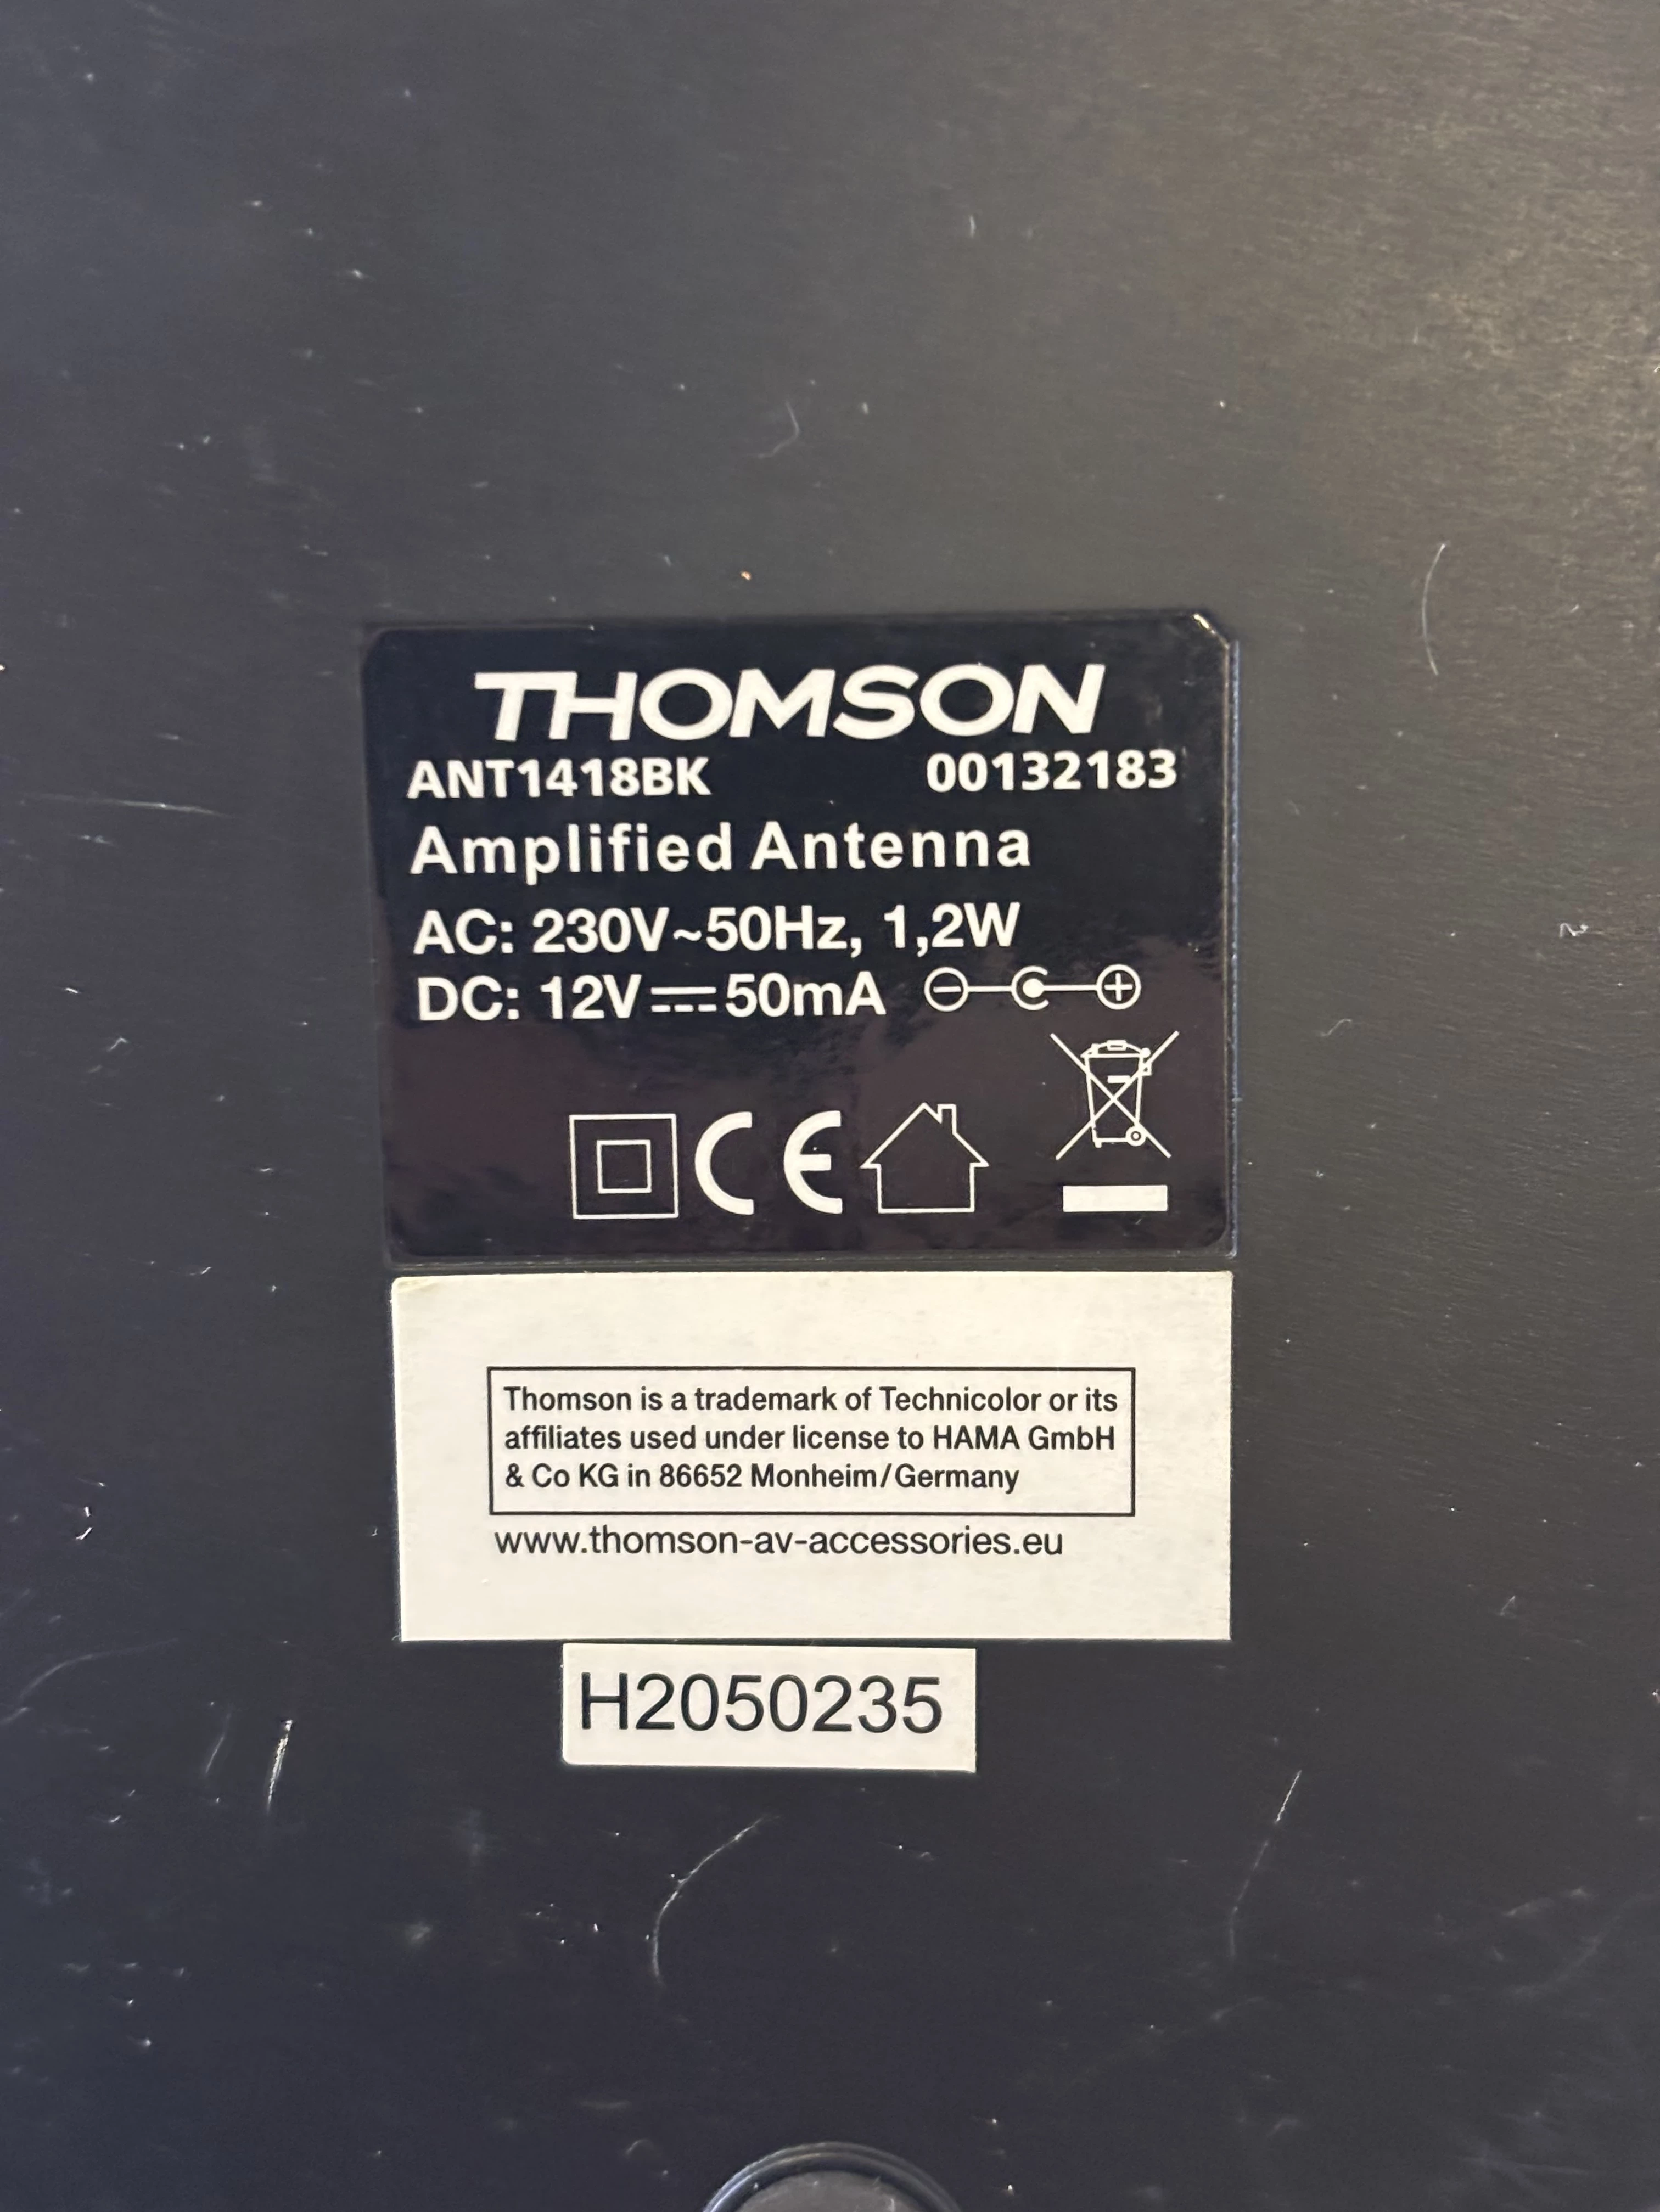 THOMSON
ANT1418BK 00132183
Amplified Antenna
AC: 230V~50Hz, 1,2W
DC: 12V⎓50mA
CE
Thomson is a trademark of Technicolor or its
affiliates used under license to HAMA GmbH
& Co KG in 86652 Monheim/Germany
www.thomson-av-accessories.eu
H2050235